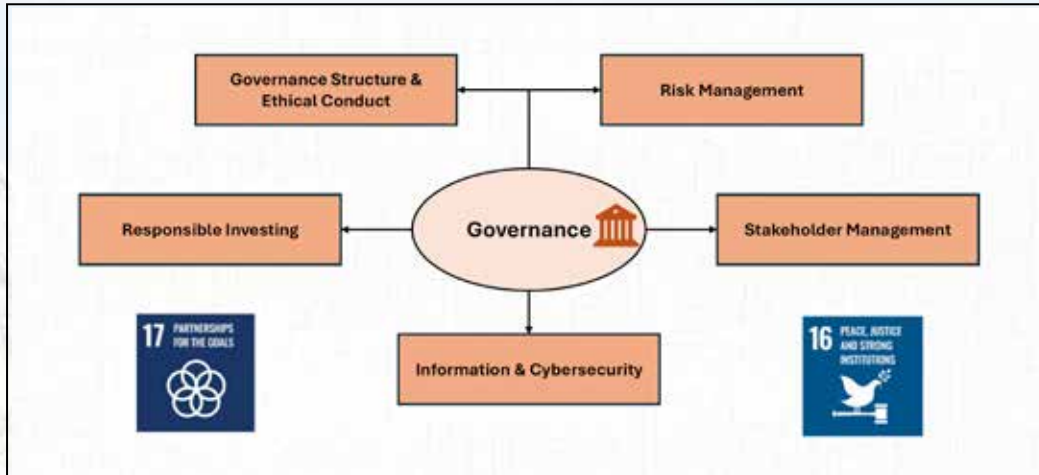 Governance Structure &
Ethical Conduct
Risk Management
Responsible Investing
Governance
Stakeholder Management
Information & Cybersecurity
17 PARTNERSHIPS
FOR THE GOALS
16 PEACE, JUSTICE
AND STRONG
INSTITUTIONS